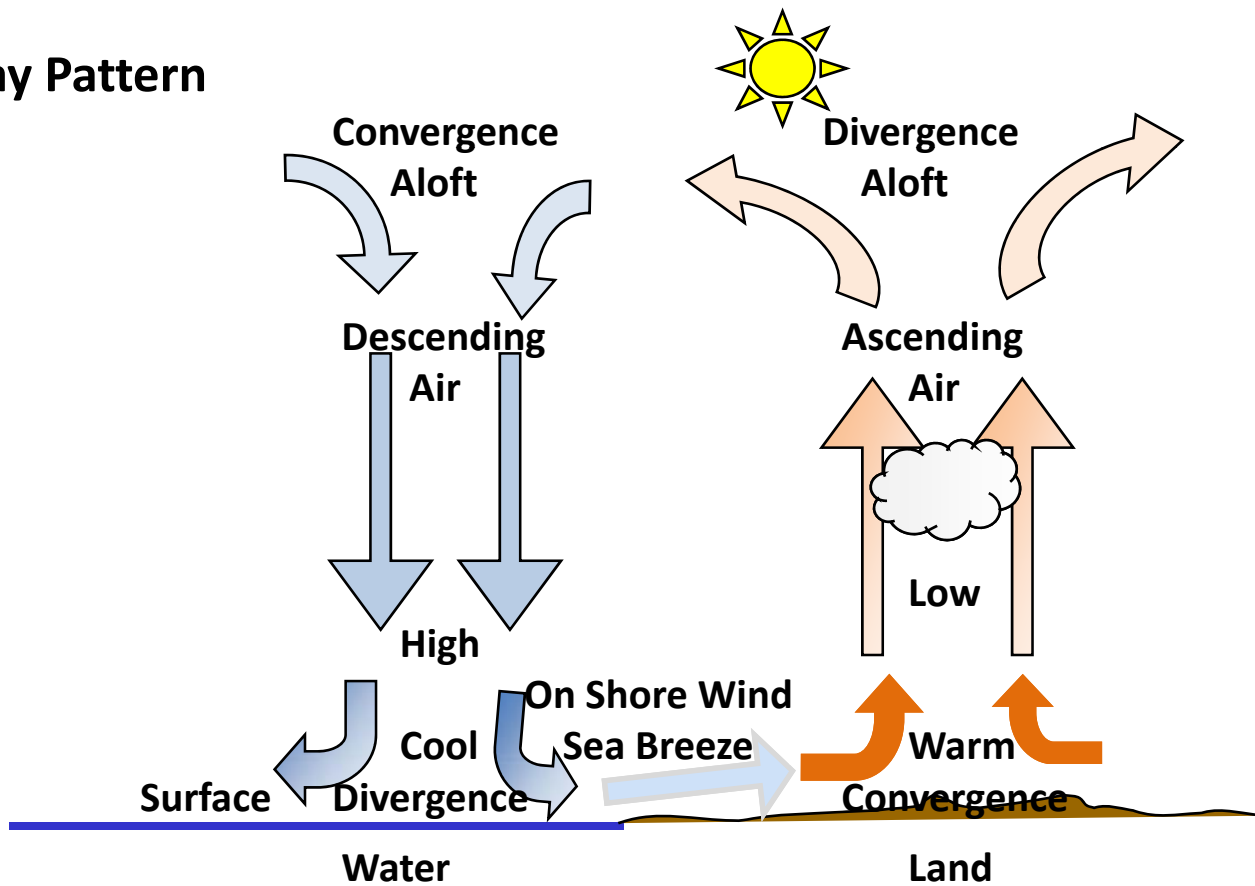 Pattern
Convergence
Aloft
Divergence
Aloft
Descending
Air
Ascending
Air
High
Low
On Shore Wind
Sea Breeze
Cool
Warm
Surface
Divergence
Convergence
Water
Land